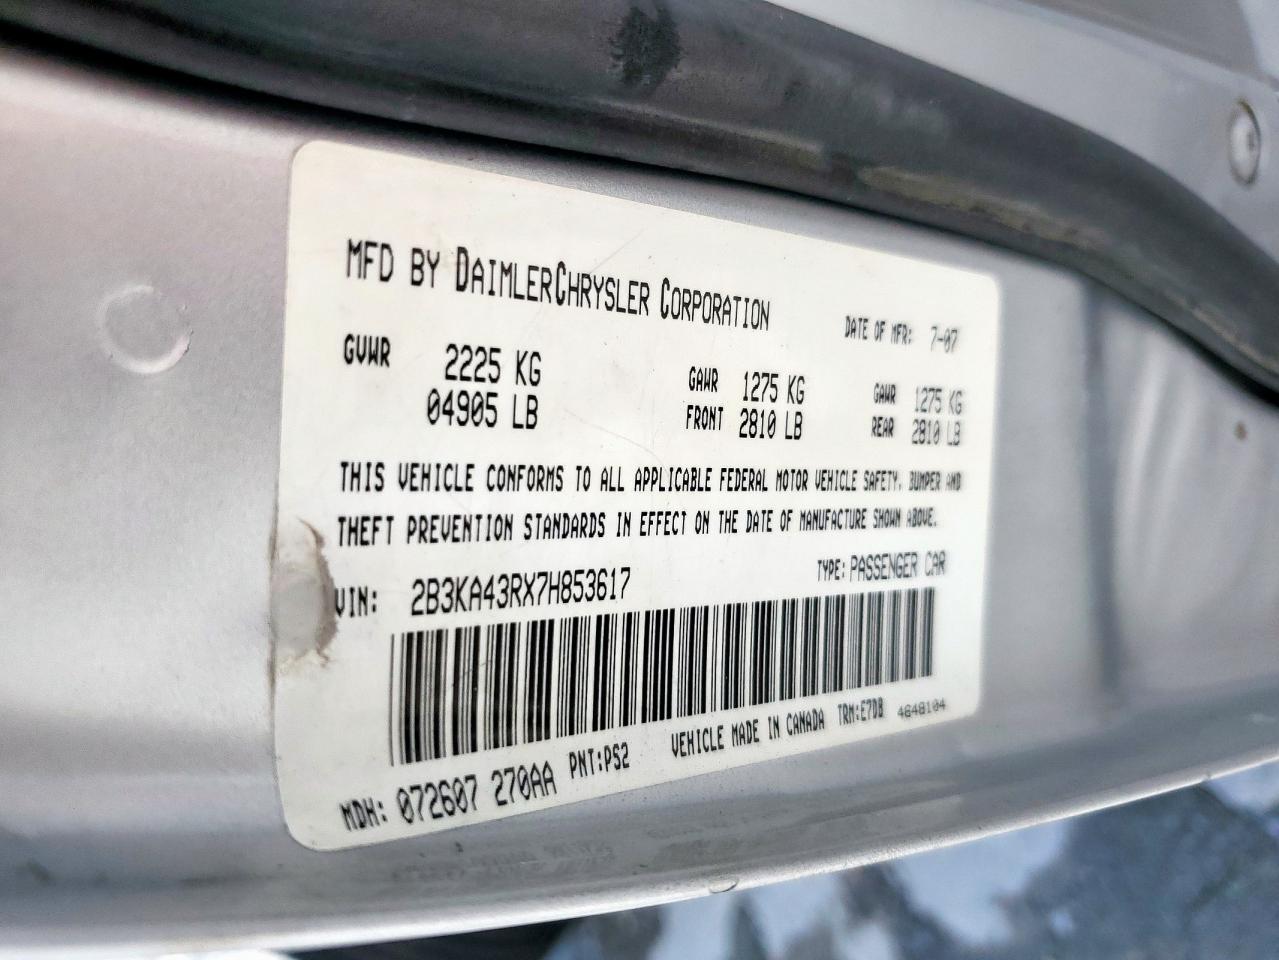 MFD BY DAIMLERCHRYSLER CORPORATION
DATE OF MFR: 7-07
GVWR 2225 KG GAWR 1275 KG GAWR 1275 KG
04905 LB FRONT 2810 LB REAR 2810 LB
THIS VEHICLE CONFORMS TO ALL APPLICABLE FEDERAL MOTOR VEHICLE SAFETY, BUMPER AND
THEFT PREVENTION STANDARDS IN EFFECT ON THE DATE OF MANUFACTURE SHOWN ABOVE.
VIN: 2B3KA43RX7H853617 TYPE: PASSENGER CAR
MDH: 072607 270AA PNT:PS2 VEHICLE MADE IN CANADA TRM:E7DB 4648104